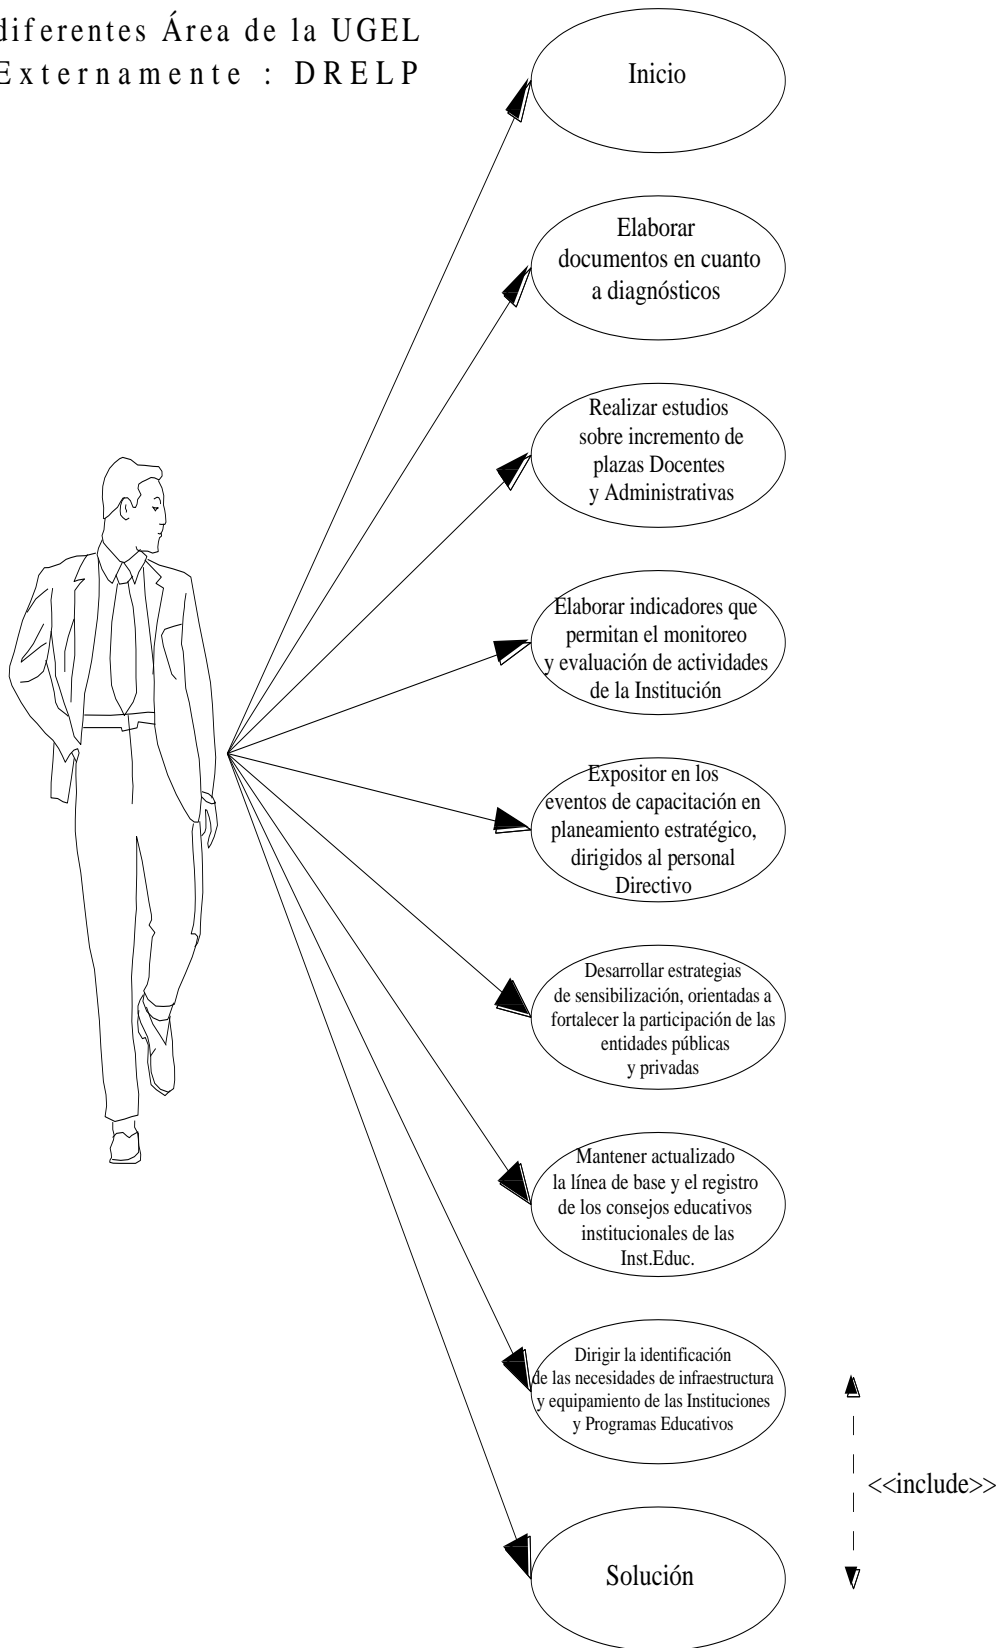 diferentes Área de la UGEL
Externamente : DRELP
Inicio
Elaborar
documentos en cuanto
a diagnósticos
Realizar estudios
sobre incremento de
plazas Docentes
y Administrativas
Elaborar indicadores que
permitan el monitoreo
y evaluación de actividades
de la Institución
Expositor en los
eventos de capacitación en
planeamiento estratégico,
dirigidos al personal
Directivo
Desarrollar estrategias
de sensibilización, orientadas a
fortalecer la participación de las
entidades públicas
y privadas
Mantener actualizado
la línea de base y el registro
de los consejos educativos
institucionales de las
Inst.Educ.
Dirigir la identificación
de las necesidades de infraestructura
y equipamiento de las Instituciones
y Programas Educativos
<<include>>
Solución